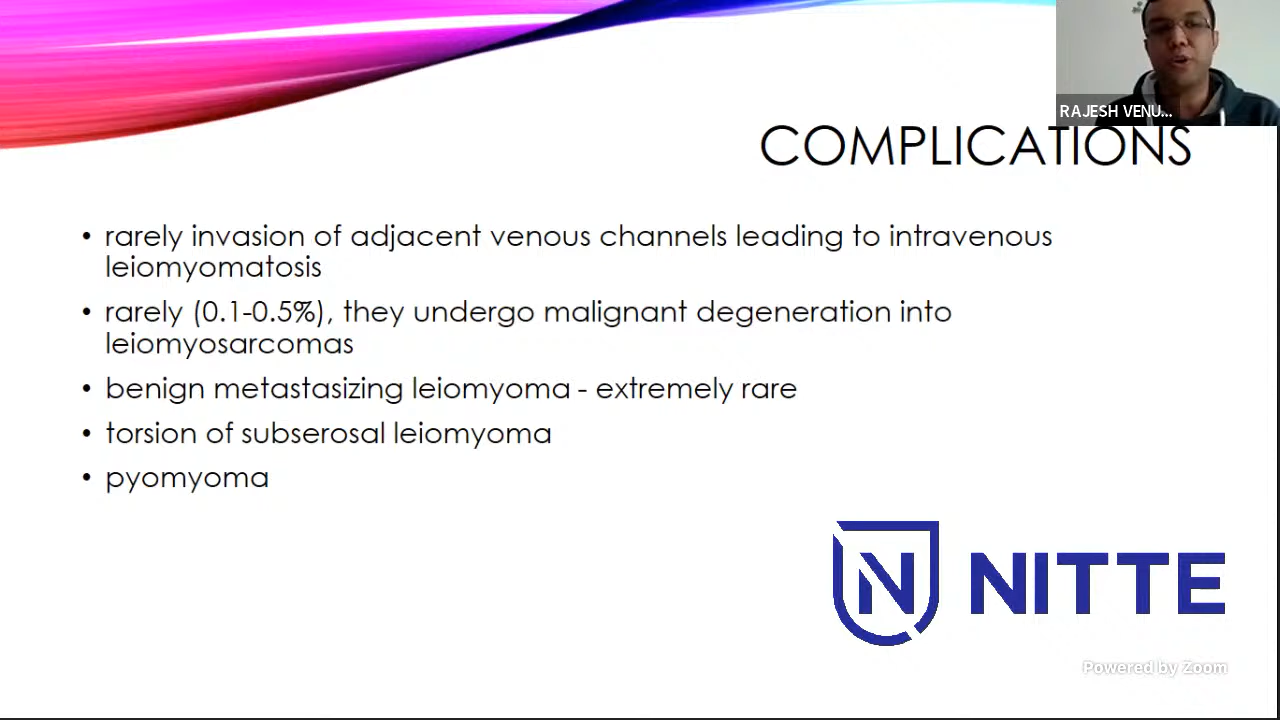 RAJESH VENU...
COMPLICATIONS
• rarely invasion of adjacent venous channels leading to intravenous
leiomyomatosis
• rarely (0.1-0.5%), they undergo malignant degeneration into
leiomyosarcomas
• benign metastasizing leiomyoma - extremely rare
• torsion of subserosal leiomyoma
• pyomyoma
N NITTE
Powered by Zoom